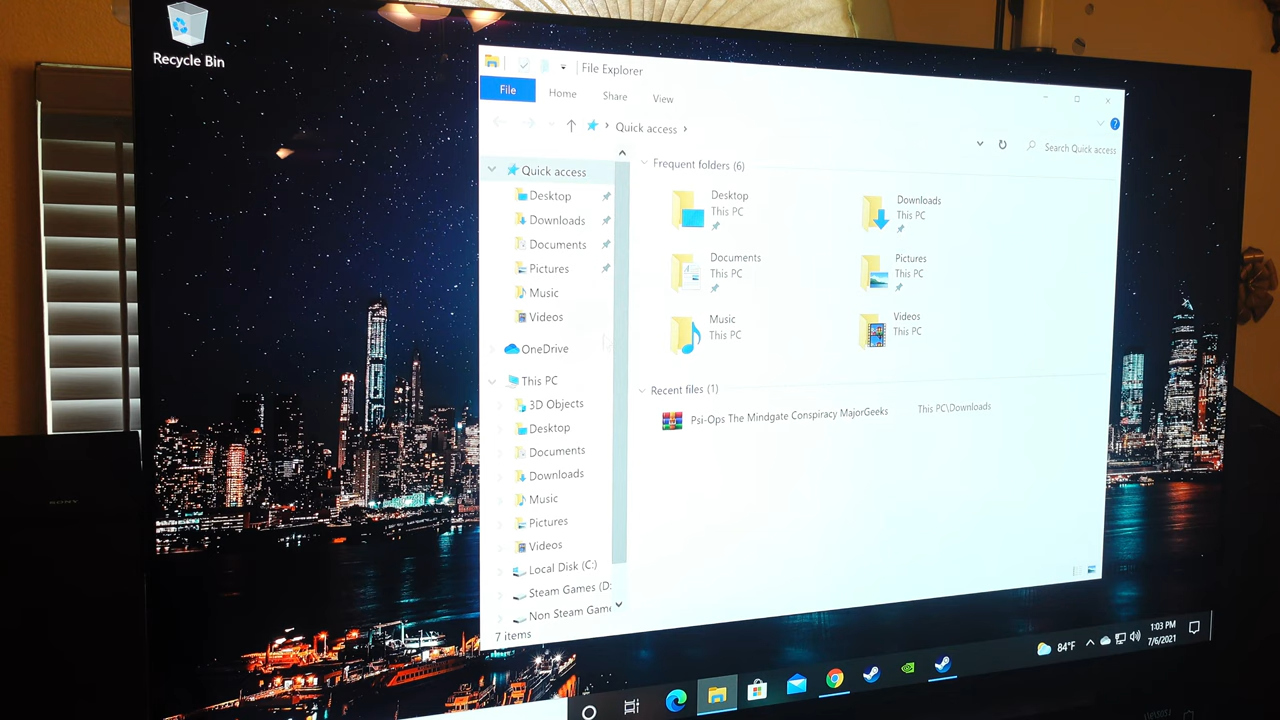 Recycle Bin
File Explorer
File
Home
Share
View
Quick access
Search Quick access
Quick access
Desktop
Downloads
Documents
Pictures
Music
Videos
OneDrive
This PC
3D Objects
Desktop
Documents
Downloads
Music
Pictures
Videos
Local Disk (C:)
Steam Games (D:
Non Steam Game
7 items
Frequent folders (6)
Desktop
This PC
Downloads
This PC
Documents
This PC
Pictures
This PC
Music
This PC
Videos
This PC
Recent files (1)
Psi-Ops The Mindgate Conspiracy MajorGeeks
This PC\Downloads
SONY
84°F
1:03 PM
7/6/2021